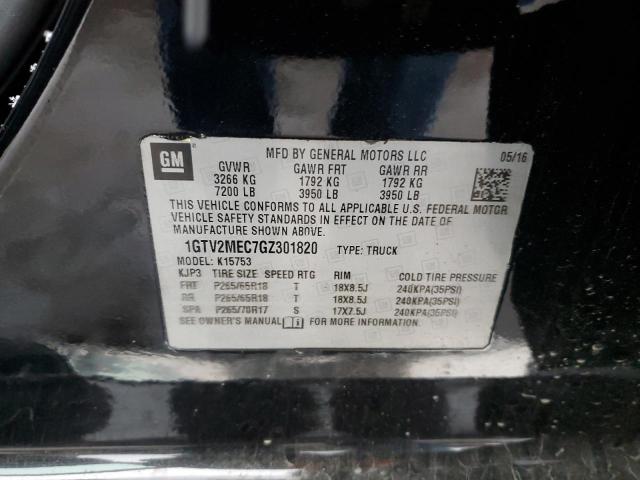 GM
MFD BY GENERAL MOTORS LLC 05/16
GVWR GAWR FRT GAWR RR
3266 KG 1792 KG 1792 KG
7200 LB 3950 LB 3950 LB
THIS VEHICLE CONFORMS TO ALL APPLICABLE U.S. FEDERAL MOTOR
VEHICLE SAFETY STANDARDS IN EFFECT ON THE DATE OF
MANUFACTURE SHOWN ABOVE.
1GTV2MEC7GZ301820 TYPE: TRUCK
MODEL: K15753
KJP3 TIRE SIZE SPEED RTG RIM COLD TIRE PRESSURE
FRT P265/65R18 T 18X8.5J 240KPA(35PSI)
RR P265/65R18 T 18X8.5J 240KPA(35PSI)
SPA P265/70R17 S 17X7.5J 240KPA(35PSI)
SEE OWNER'S MANUAL FOR MORE INFORMATION.